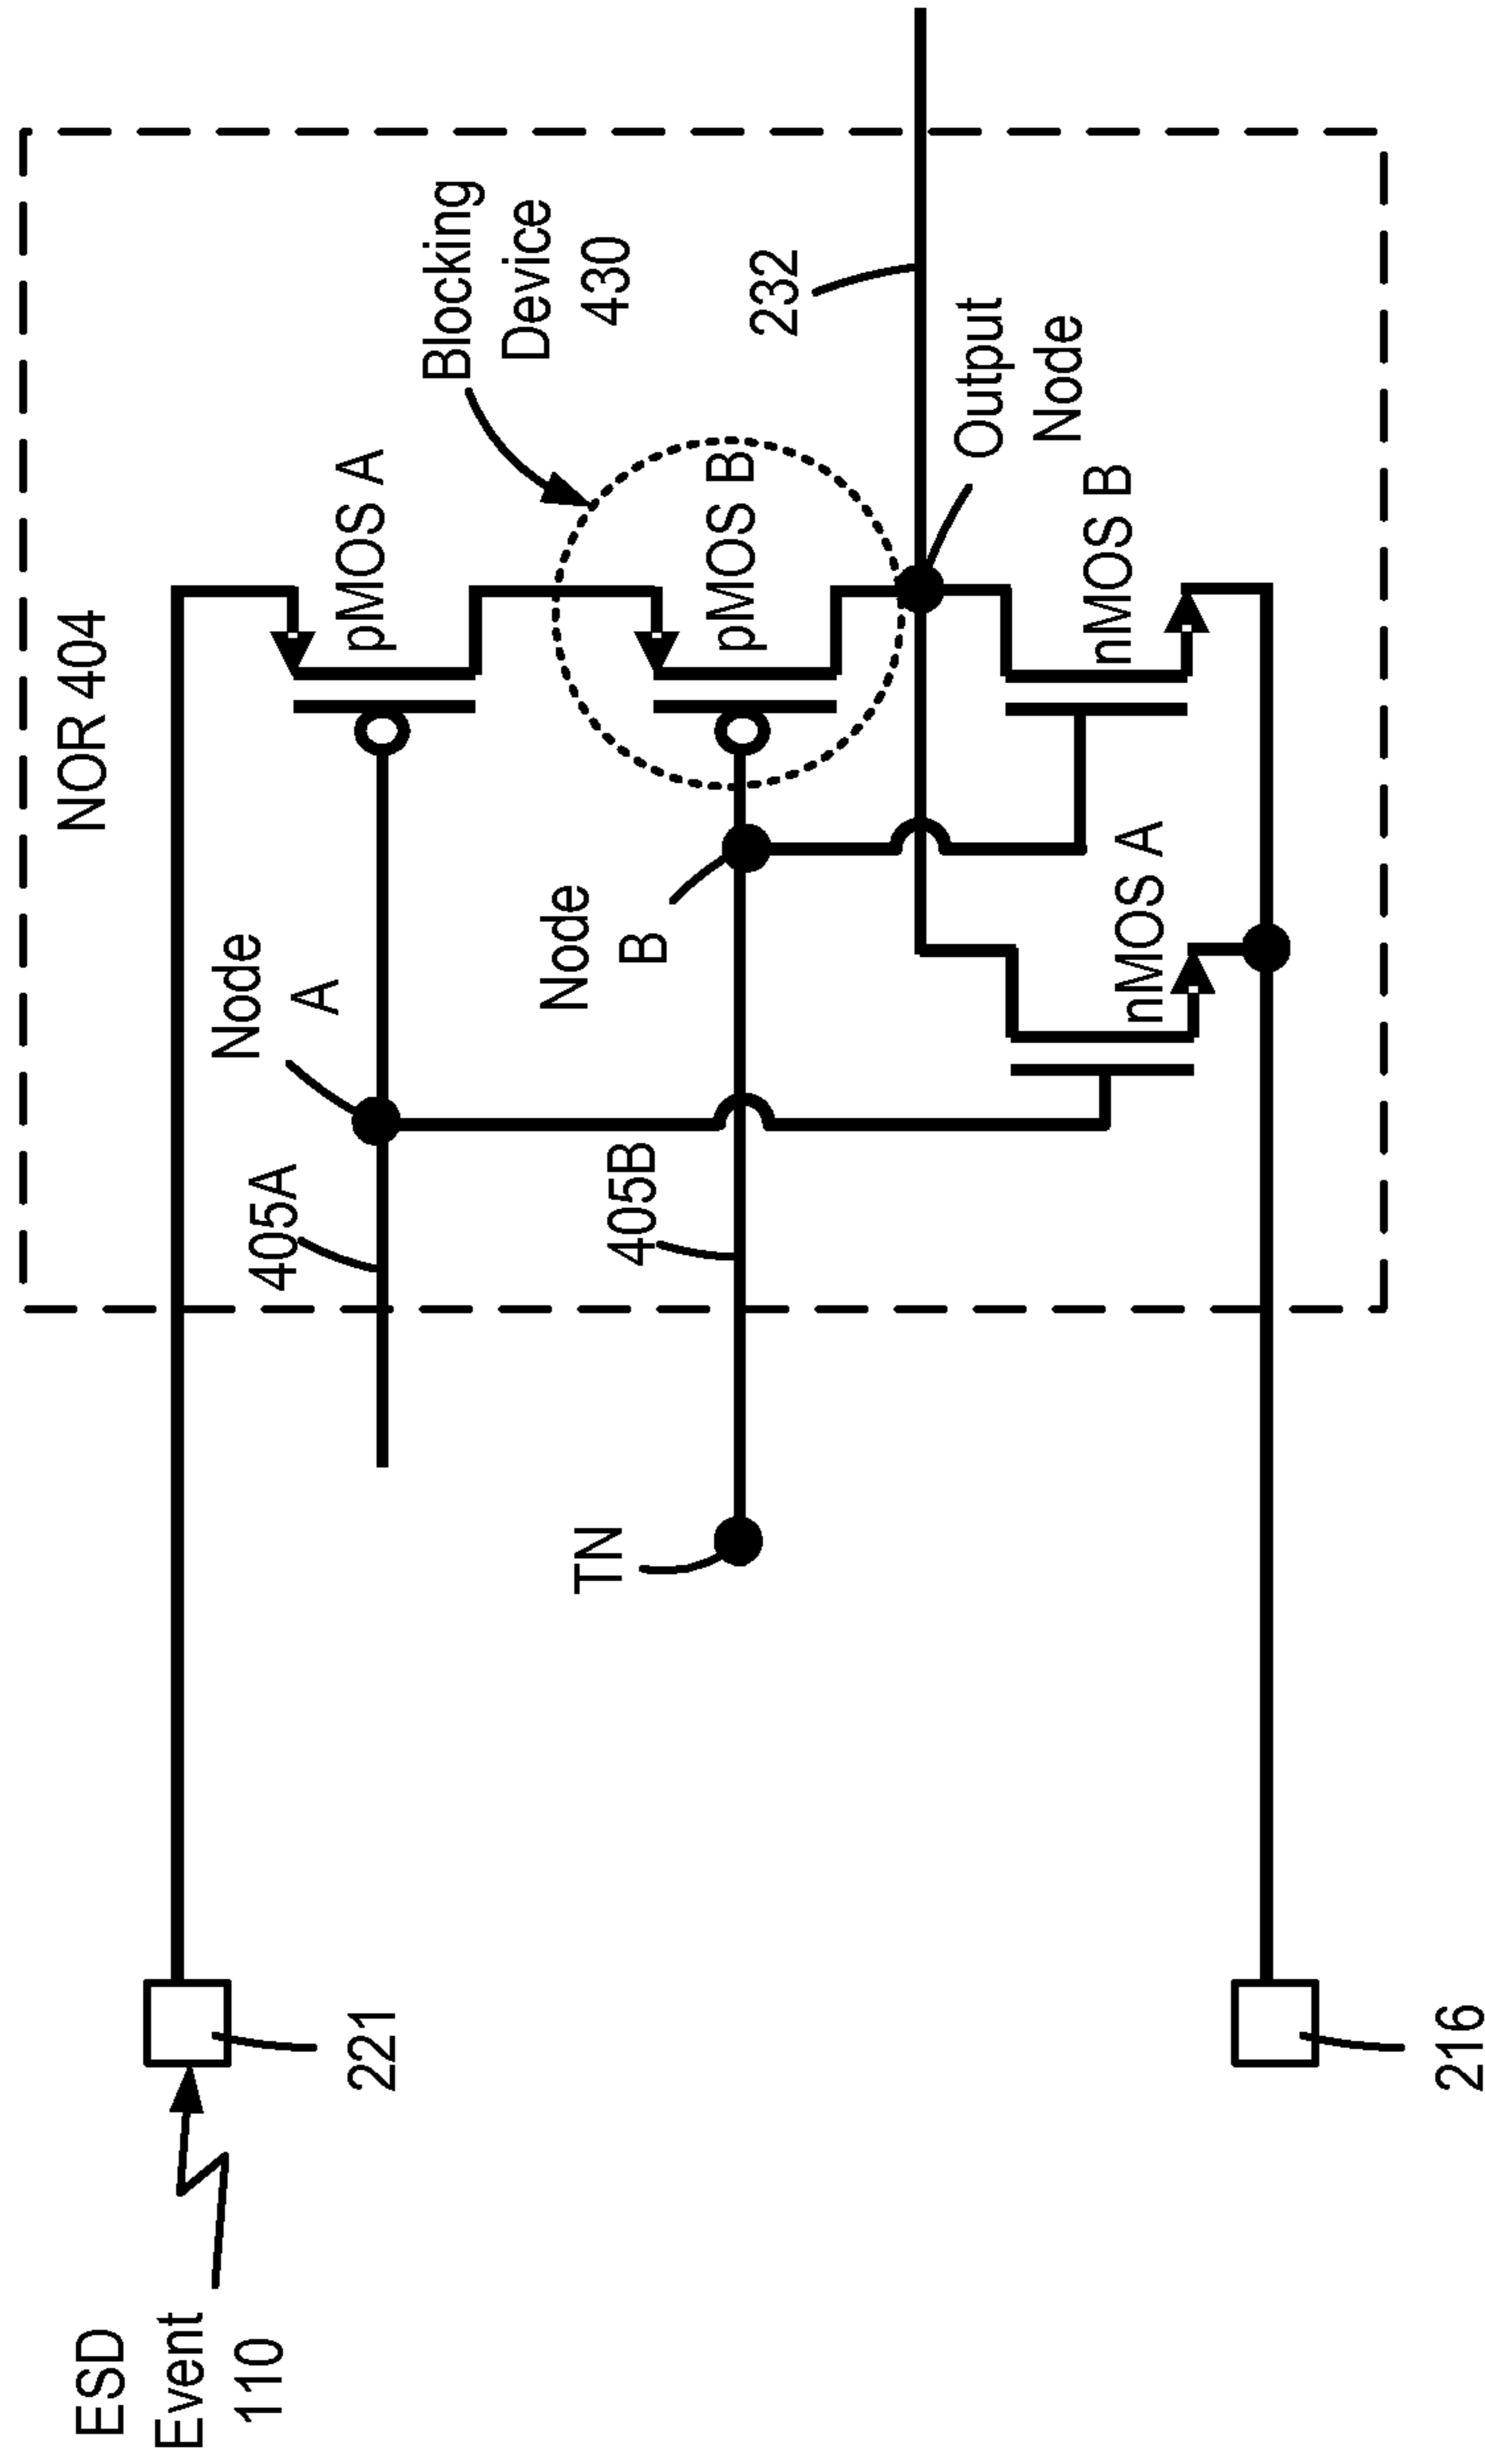 NOR 404
ESD
Event
110
221
405A
Node
A
pMOS A
Blocking
Device
430
TN
405B
Node
B
pMOS B
232
Output
Node
nMOS A
nMOS B
216